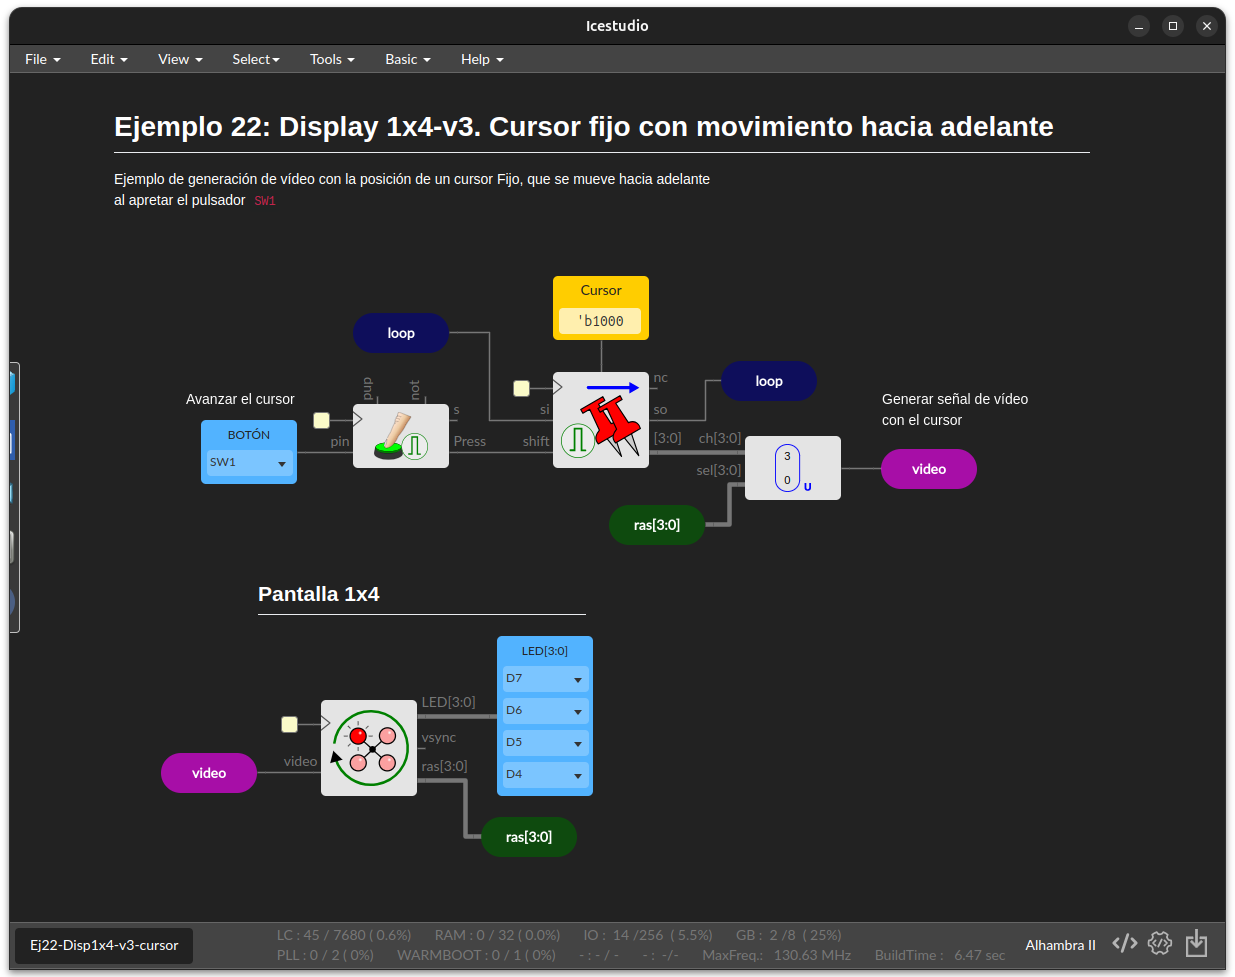 Icestudio
File Edit View Select Tools Basic Help
Ejemplo 22: Display 1x4-v3. Cursor fijo con movimiento hacia adelante
Ejemplo de generación de vídeo con la posición de un cursor Fijo, que se mueve hacia adelante
al apretar el pulsador SW1
Cursor
'b1000
loop
nc
loop
pup
not
si
so
Avanzar el cursor
s
Generar señal de vídeo
con el cursor
BOTÓN
SW1
pin
Press
shift
[3:0]
ch[3:0]
sel[3:0]
3
0
U
video
ras[3:0]
Pantalla 1x4
LED[3:0]
D7
D6
D5
D4
LED[3:0]
vsync
video
video
ras[3:0]
ras[3:0]
Ej22-Disp1x4-v3-cursor
LC : 45 / 7680 ( 0.6%) RAM : 0 / 32 ( 0.0%) IO : 14 /256 ( 5.5%) GB : 2 /8 ( 25%)
PLL : 0 / 2 ( 0%) WARMBOOT : 0 / 1 ( 0%) - : - / - - : -/- MaxFreq.: 130.63 MHz BuildTime : 6.47 sec
Alhambra II